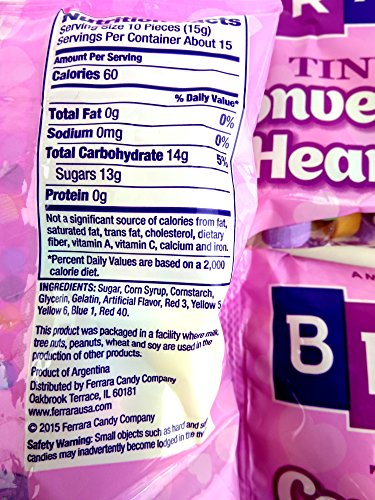 Nutrition Facts
Serving Size 10 Pieces (15g)
Servings Per Container About 15
Amount Per Serving
Calories 60
% Daily Value*
Total Fat 0g 0%
Sodium 0mg 0%
Total Carbohydrate 14g 5%
Sugars 13g
Protein 0g
Not a significant source of calories from fat,
saturated fat, trans fat, cholesterol, dietary
fiber, vitamin A, vitamin C, calcium and iron.
*Percent Daily Values are based on a 2,000
calorie diet.
INGREDIENTS: Sugar, Corn Syrup, Cornstarch,
Glycerin, Gelatin, Artificial Flavor, Red 3, Yellow 5
Yellow 6, Blue 1, Red 40.
This product was packaged in a facility where milk,
tree nuts, peanuts, wheat and soy are used in the
production of other products.
Product of Argentina
Distributed by Ferrara Candy Company
Oakbrook Terrace, IL 60181
www.ferrarausa.com
© 2015 Ferrara Candy Company
Safety Warning: Small objects such as hard and
candies may inadvertently become lodged in the
TIN
onve
Hear
AN
B